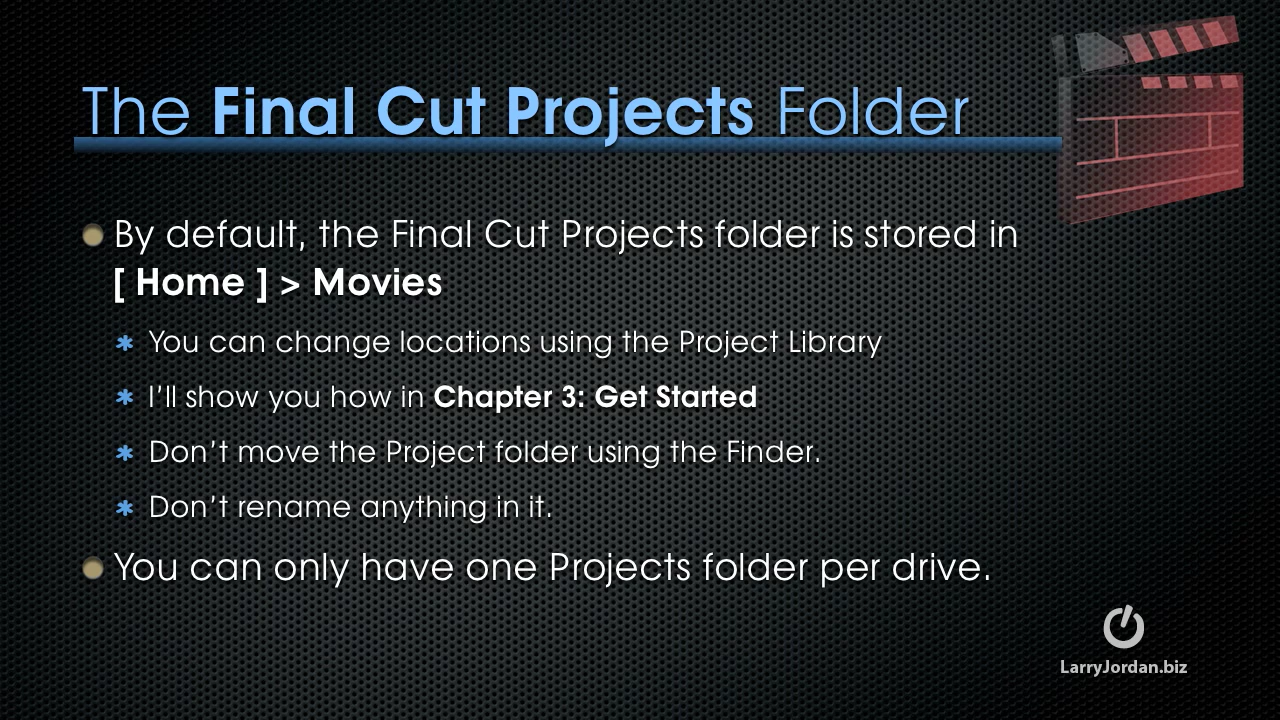 The Final Cut Projects Folder
By default, the Final Cut Projects folder is stored in
[ Home ] > Movies
You can change locations using the Project Library
I’ll show you how in Chapter 3: Get Started
Don’t move the Project folder using the Finder.
Don’t rename anything in it.
You can only have one Projects folder per drive.
LarryJordan.biz